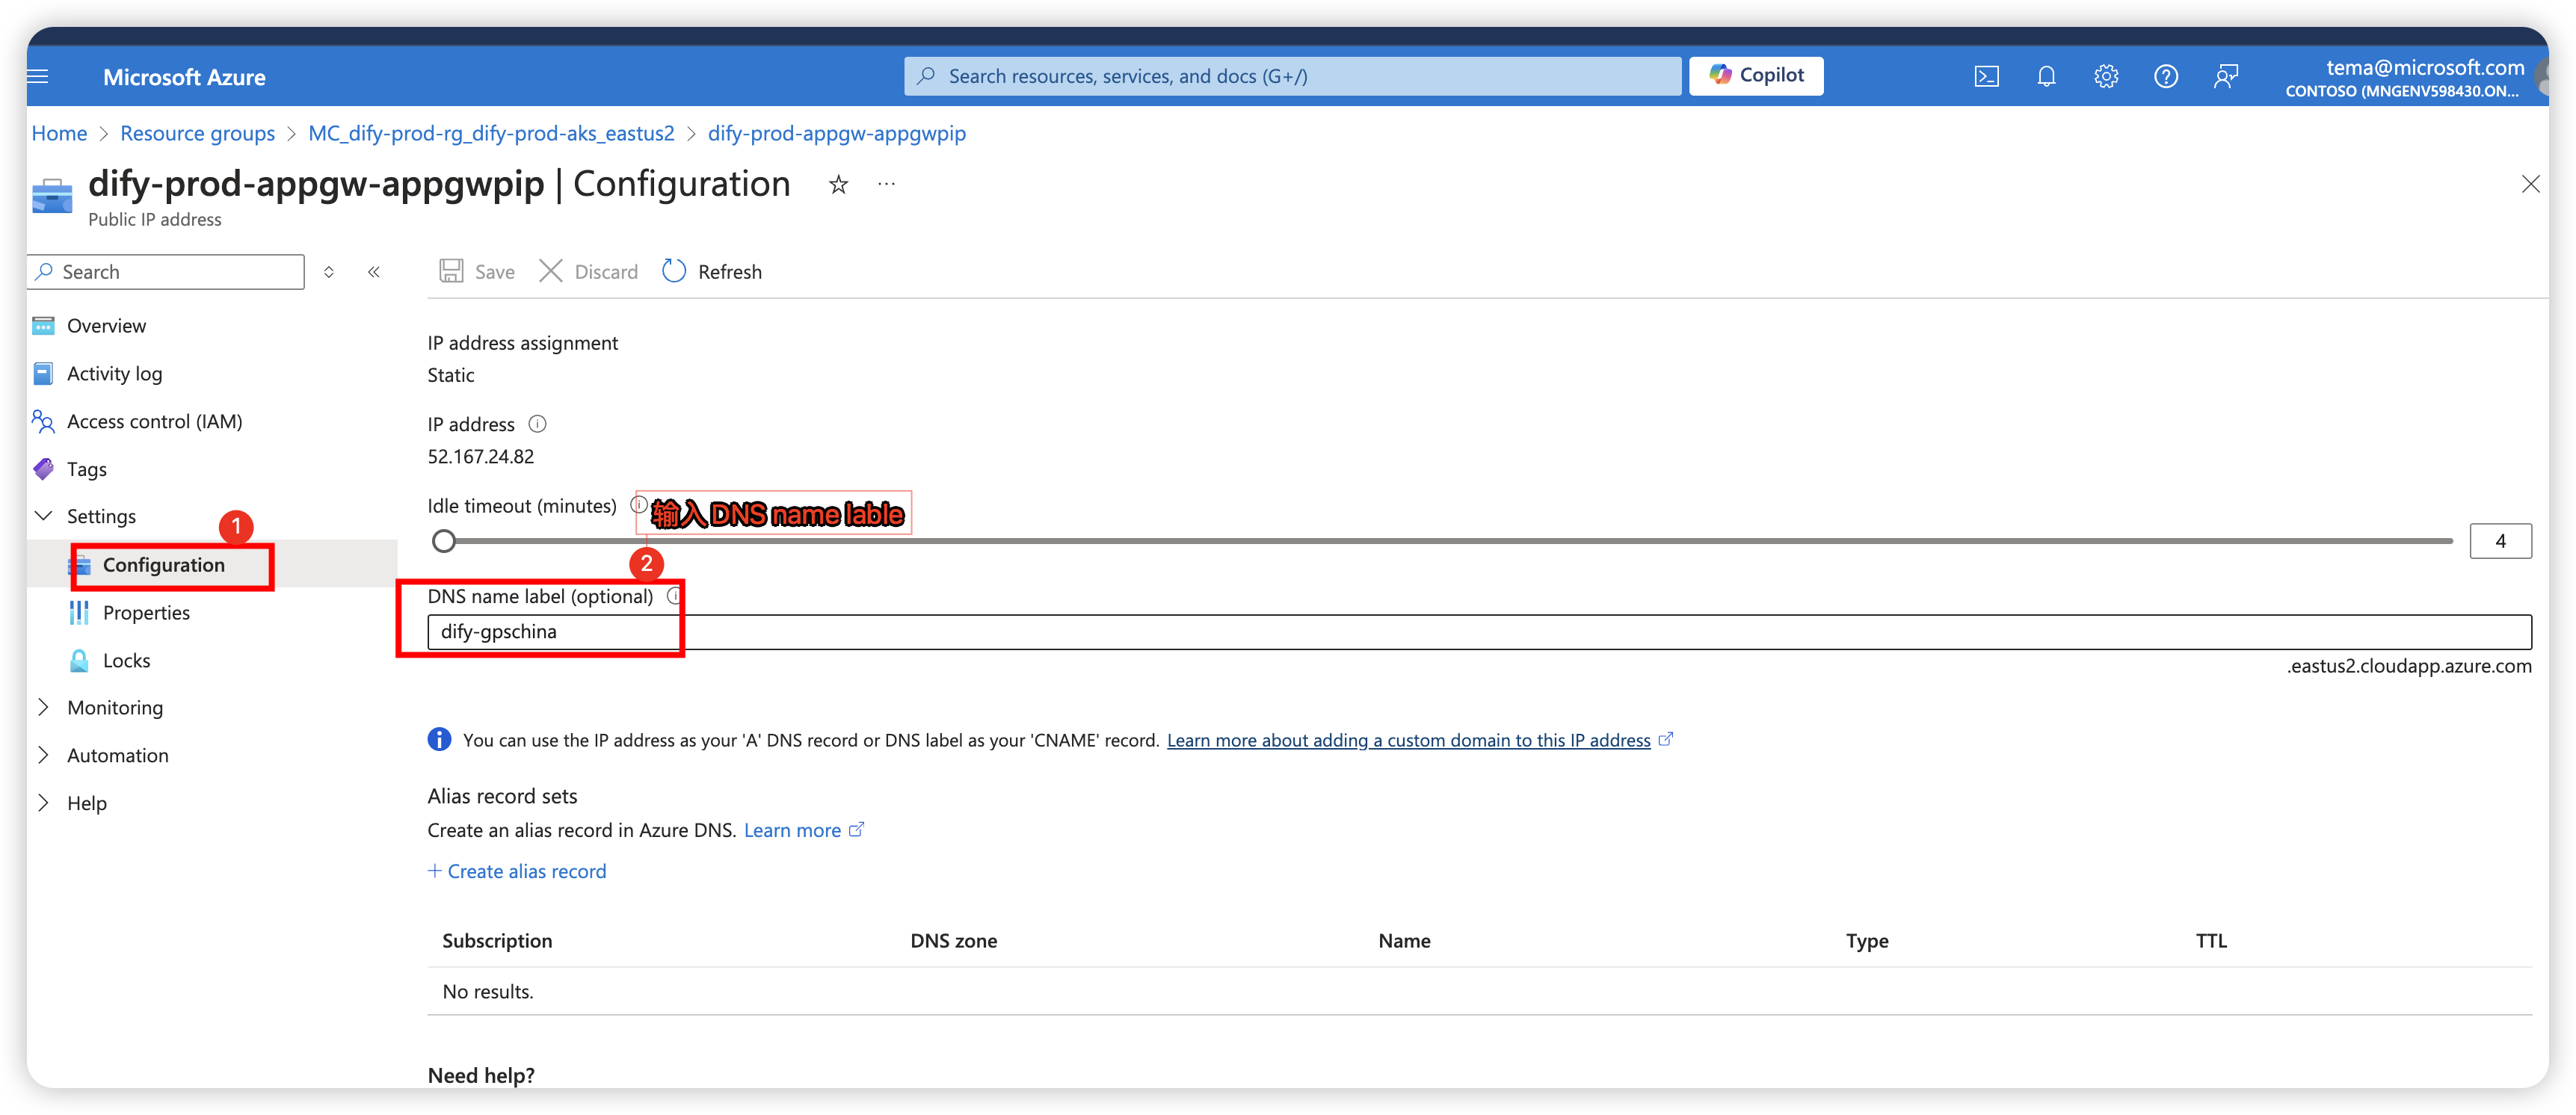 Microsoft Azure
Search resources, services, and docs (G+/)
Copilot
tema@microsoft.com
CONTOSO (MNGENV598430.ON...
Home > Resource groups > MC_dify-prod-rg_dify-prod-aks_eastus2 > dify-prod-appgw-appgwpip
dify-prod-appgw-appgwpip | Configuration
Public IP address
Search
Save
Discard
Refresh
Overview
Activity log
Access control (IAM)
Tags
Settings
1
Configuration
Properties
Locks
Monitoring
Automation
Help
IP address assignment
Static
IP address
52.167.24.82
Idle timeout (minutes)
输入 DNS name lable
4
2
DNS name label (optional)
dify-gpschina
.eastus2.cloudapp.azure.com
You can use the IP address as your 'A' DNS record or DNS label as your 'CNAME' record. Learn more about adding a custom domain to this IP address
Alias record sets
Create an alias record in Azure DNS. Learn more
+ Create alias record
Subscription DNS zone Name Type TTL
No results.
Need help?